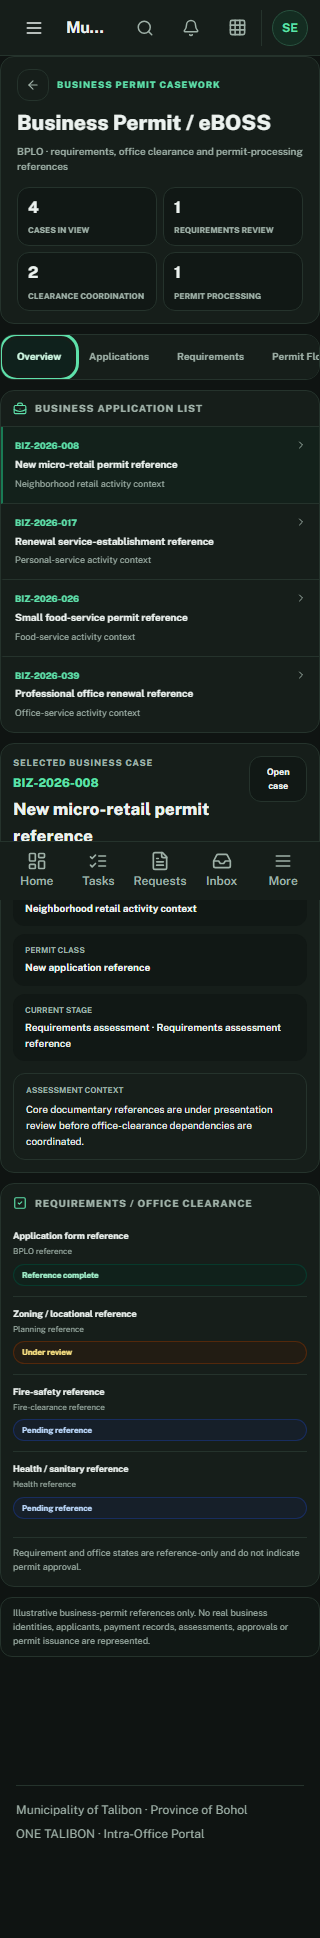 Mu...
SE
BUSINESS PERMIT CASEWORK
Business Permit / eBOSS
BPLO · requirements, office clearance and permit-processing
references
4
CASES IN VIEW
1
REQUIREMENTS REVIEW
2
CLEARANCE COORDINATION
1
PERMIT PROCESSING
Overview
Applications
Requirements
Permit Flo
BUSINESS APPLICATION LIST
BIZ-2026-008
New micro-retail permit reference
Neighborhood retail activity context
BIZ-2026-017
Renewal service-establishment reference
Personal-service activity context
BIZ-2026-026
Small food-service permit reference
Food-service activity context
BIZ-2026-039
Professional office renewal reference
Office-service activity context
SELECTED BUSINESS CASE
BIZ-2026-008
Open
case
New micro-retail permit
reference
Home
Tasks
Requests
Inbox
More
Neighborhood retail activity context
PERMIT CLASS
New application reference
CURRENT STAGE
Requirements assessment · Requirements assessment
reference
ASSESSMENT CONTEXT
Core documentary references are under presentation
review before office-clearance dependencies are
coordinated.
REQUIREMENTS / OFFICE CLEARANCE
Application form reference
BPLO reference
Reference complete
Zoning / locational reference
Planning reference
Under review
Fire-safety reference
Fire-clearance reference
Pending reference
Health / sanitary reference
Health reference
Pending reference
Requirement and office states are reference-only and do not indicate
permit approval.
Illustrative business-permit references only. No real business
identities, applicants, payment records, assessments, approvals or
permit issuance are represented.
Municipality of Talibon · Province of Bohol
ONE TALIBON · Intra-Office Portal